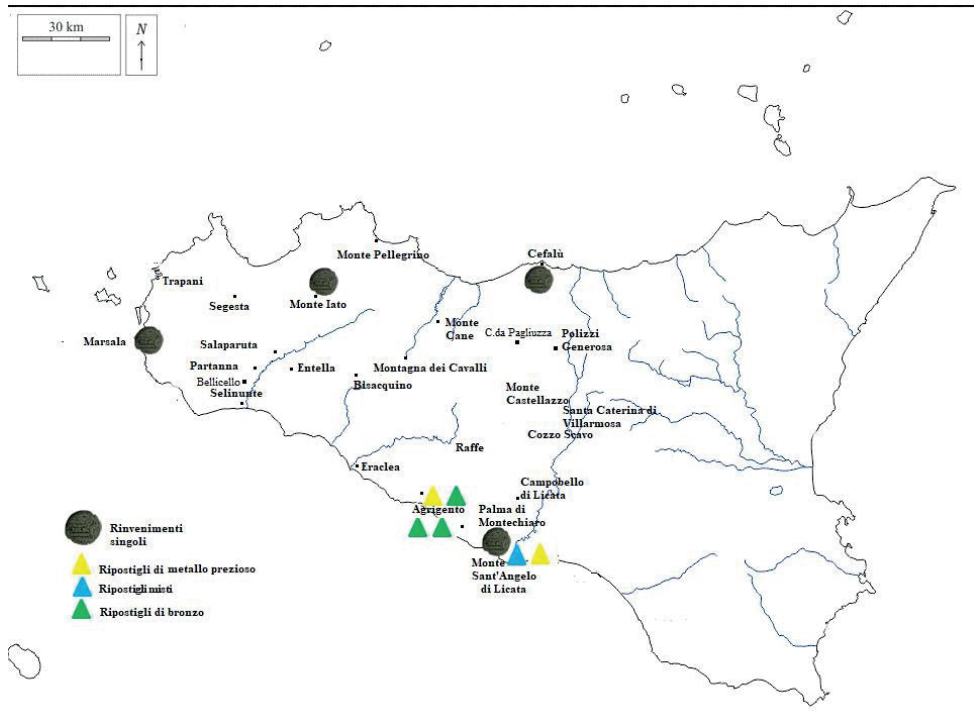 30 km
N
Monte Pellegrino
Cefalù
Trapani
Segesta
Monte Iato
Marsala
Salaparuta
Monte
Cane
C.da Pagliuzza
Polizzi
Generosa
Partanna
Entella
Montagna dei Cavalli
Bellicello
Bisacquino
Selinunte
Monte
Castellazzo
Santa Caterina di
Villarmosa
Cozzo Scavo
Raffe
Eraclea
Campobello
di Licata
Agrigento
Palma di
Montechiaro
Monte
Sant'Angelo
di Licata
Rinvenimenti
singoli
Ripostigli di metallo prezioso
Ripostigli misti
Ripostigli di bronzo